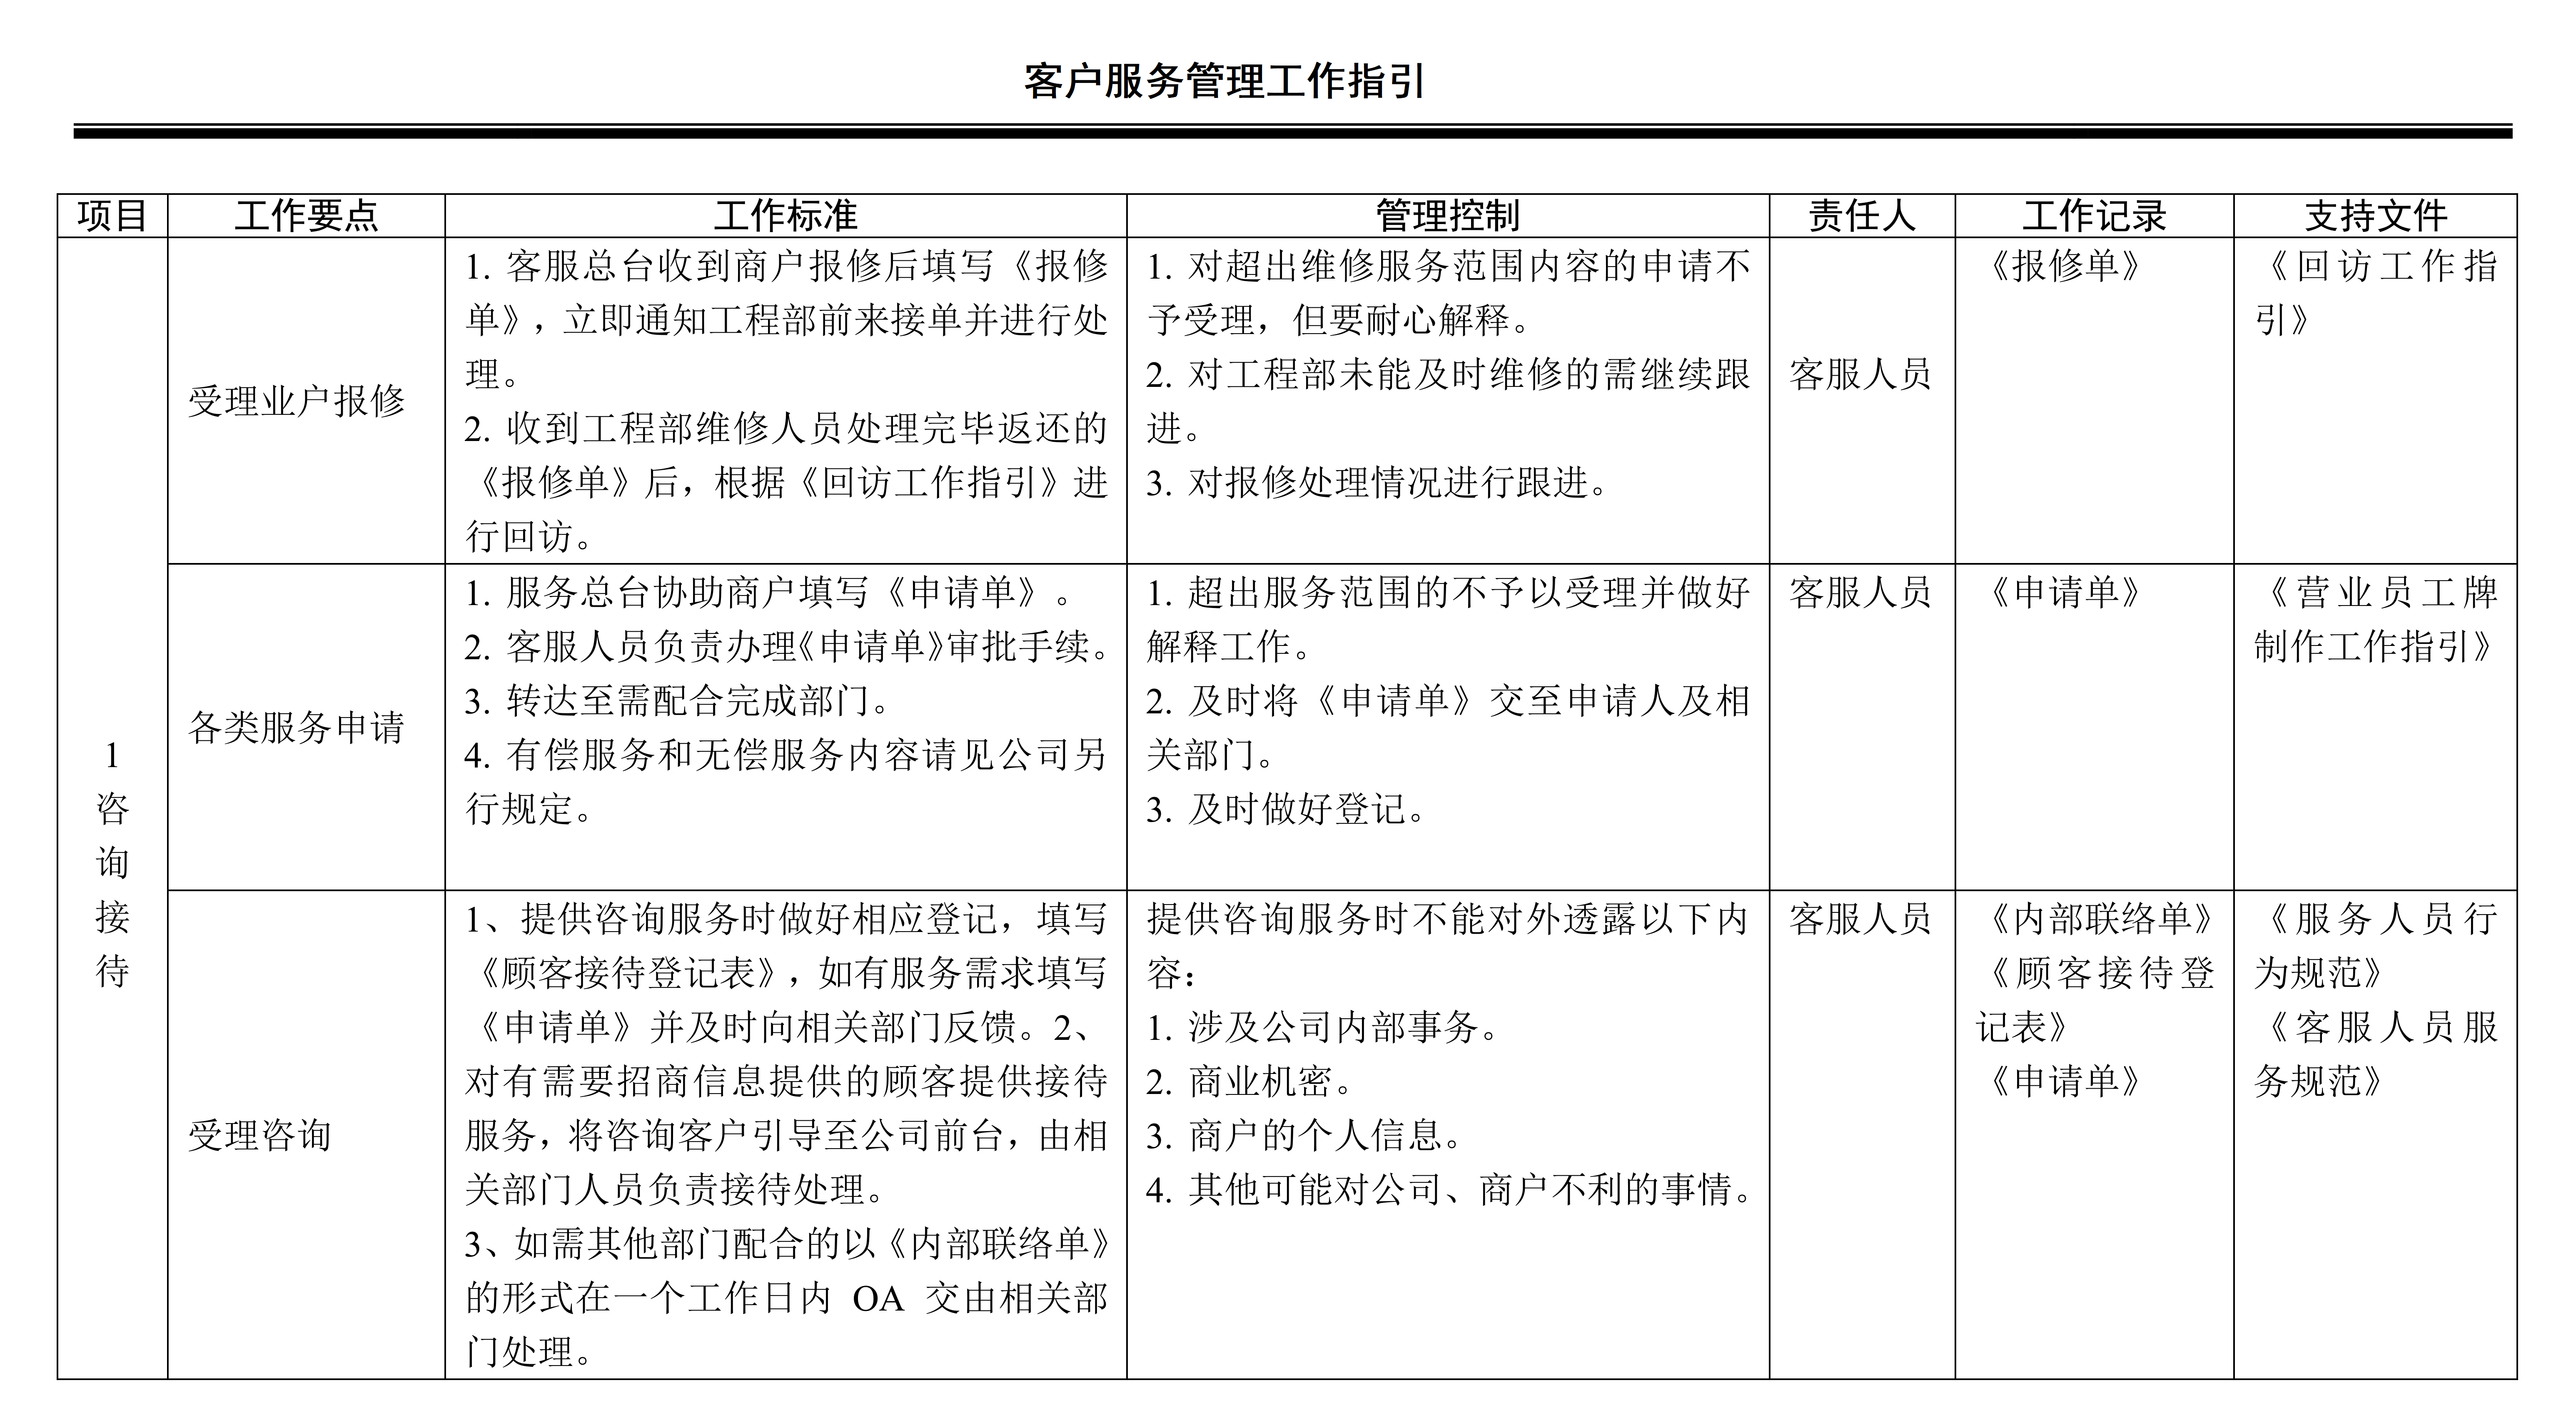 客户服务管理工作指引
项目
工作要点
工作标准
管理控制
责任人
工作记录
支持文件
1
咨
询
接
待
受理业户报修
1. 客服总台收到商户报修后填写《报修
单》，立即通知工程部前来接单并进行处
理。
2. 收到工程部维修人员处理完毕返还的
《报修单》后，根据《回访工作指引》进
行回访。
1. 对超出维修服务范围内容的申请不
予受理，但要耐心解释。
2. 对工程部未能及时维修的需继续跟
进。
3. 对报修处理情况进行跟进。
客服人员
《报修单》
《回访工作指
引》
各类服务申请
1. 服务总台协助商户填写《申请单》。
2. 客服人员负责办理《申请单》审批手续。
3. 转达至需配合完成部门。
4. 有偿服务和无偿服务内容请见公司另
行规定。
1. 超出服务范围的不予以受理并做好
解释工作。
2. 及时将《申请单》交至申请人及相
关部门。
3. 及时做好登记。
客服人员
《申请单》
《营业员工牌
制作工作指引》
受理咨询
1、提供咨询服务时做好相应登记，填写
《顾客接待登记表》，如有服务需求填写
《申请单》并及时向相关部门反馈。2、
对有需要招商信息提供的顾客提供接待
服务，将咨询客户引导至公司前台，由相
关部门人员负责接待处理。
3、如需其他部门配合的以《内部联络单》
的形式在一个工作日内 OA 交由相关部
门处理。
提供咨询服务时不能对外透露以下内
容：
1. 涉及公司内部事务。
2. 商业机密。
3. 商户的个人信息。
4. 其他可能对公司、商户不利的事情。
客服人员
《内部联络单》
《顾客接待登
记表》
《申请单》
《服务人员行
为规范》
《客服人员服
务规范》